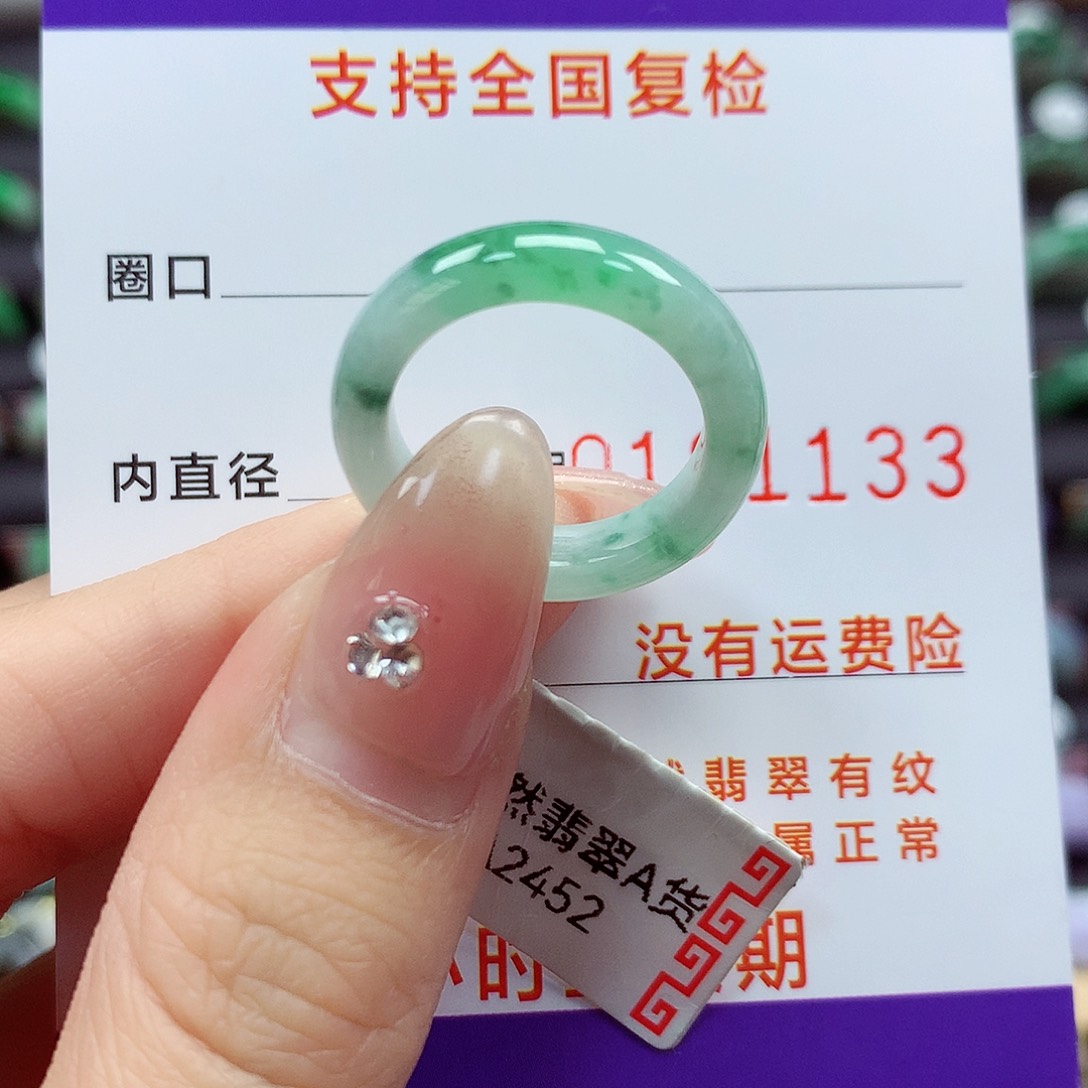 支持全国复检
圈口
内直径
1133
没有运费险
翡翠有纹
属正常
然翡翠A货
2452
的
期